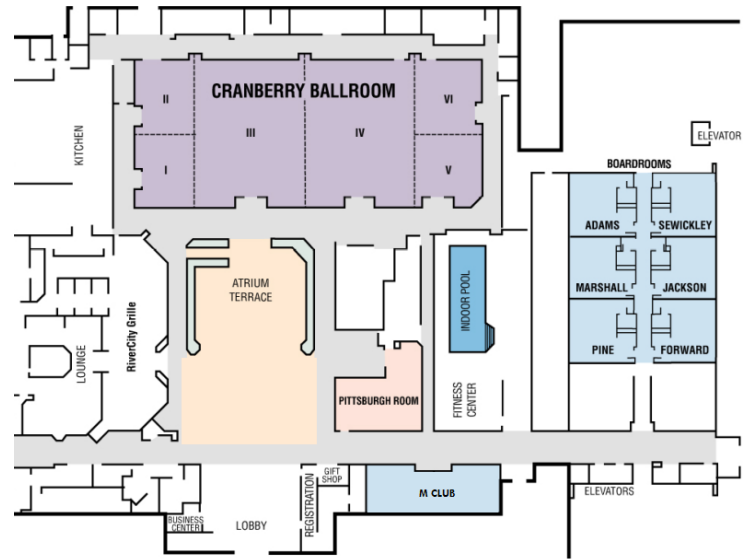 CRANBERRY BALLROOM
II
VI
III
IV
I
V
KITCHEN
ELEVATOR
BOARDROOMS
ADAMS
SEWICKLEY
MARSHALL
JACKSON
PINE
FORWARD
ATRIUM
TERRACE
INDOOR POOL
RiverCity Grille
LOUNGE
PITTSBURGH ROOM
FITNESS
CENTER
GIFT
SHOP
M CLUB
ELEVATORS
REGISTRATION
BUSINESS
CENTER
LOBBY